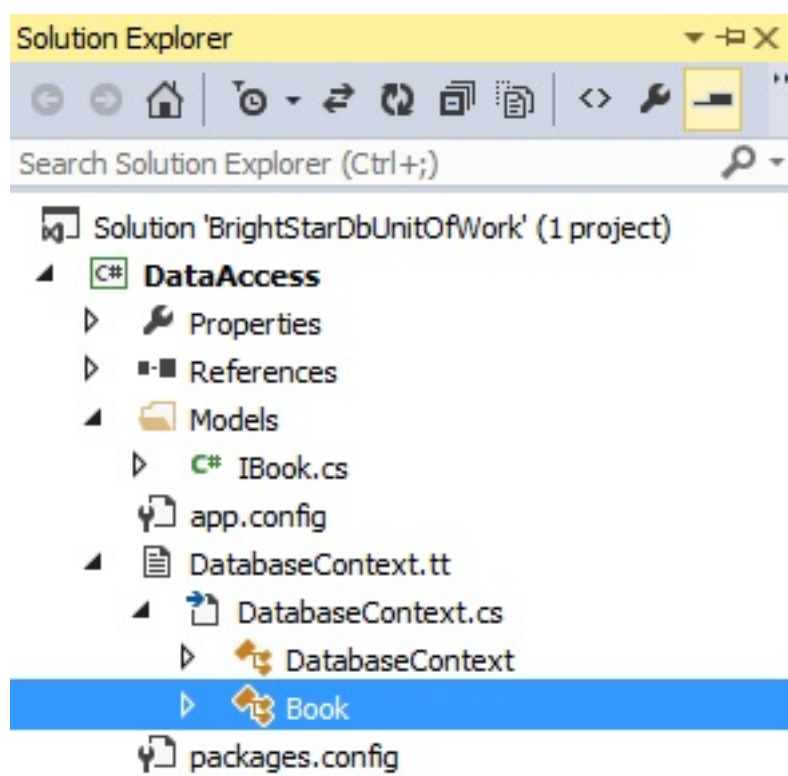 Solution Explorer
Search Solution Explorer (Ctrl+;)
Solution 'BrightStarDbUnitOfWork' (1 project)
C# DataAccess
Properties
References
Models
C# IBook.cs
app.config
DatabaseContext.tt
DatabaseContext.cs
DatabaseContext
Book
packages.config